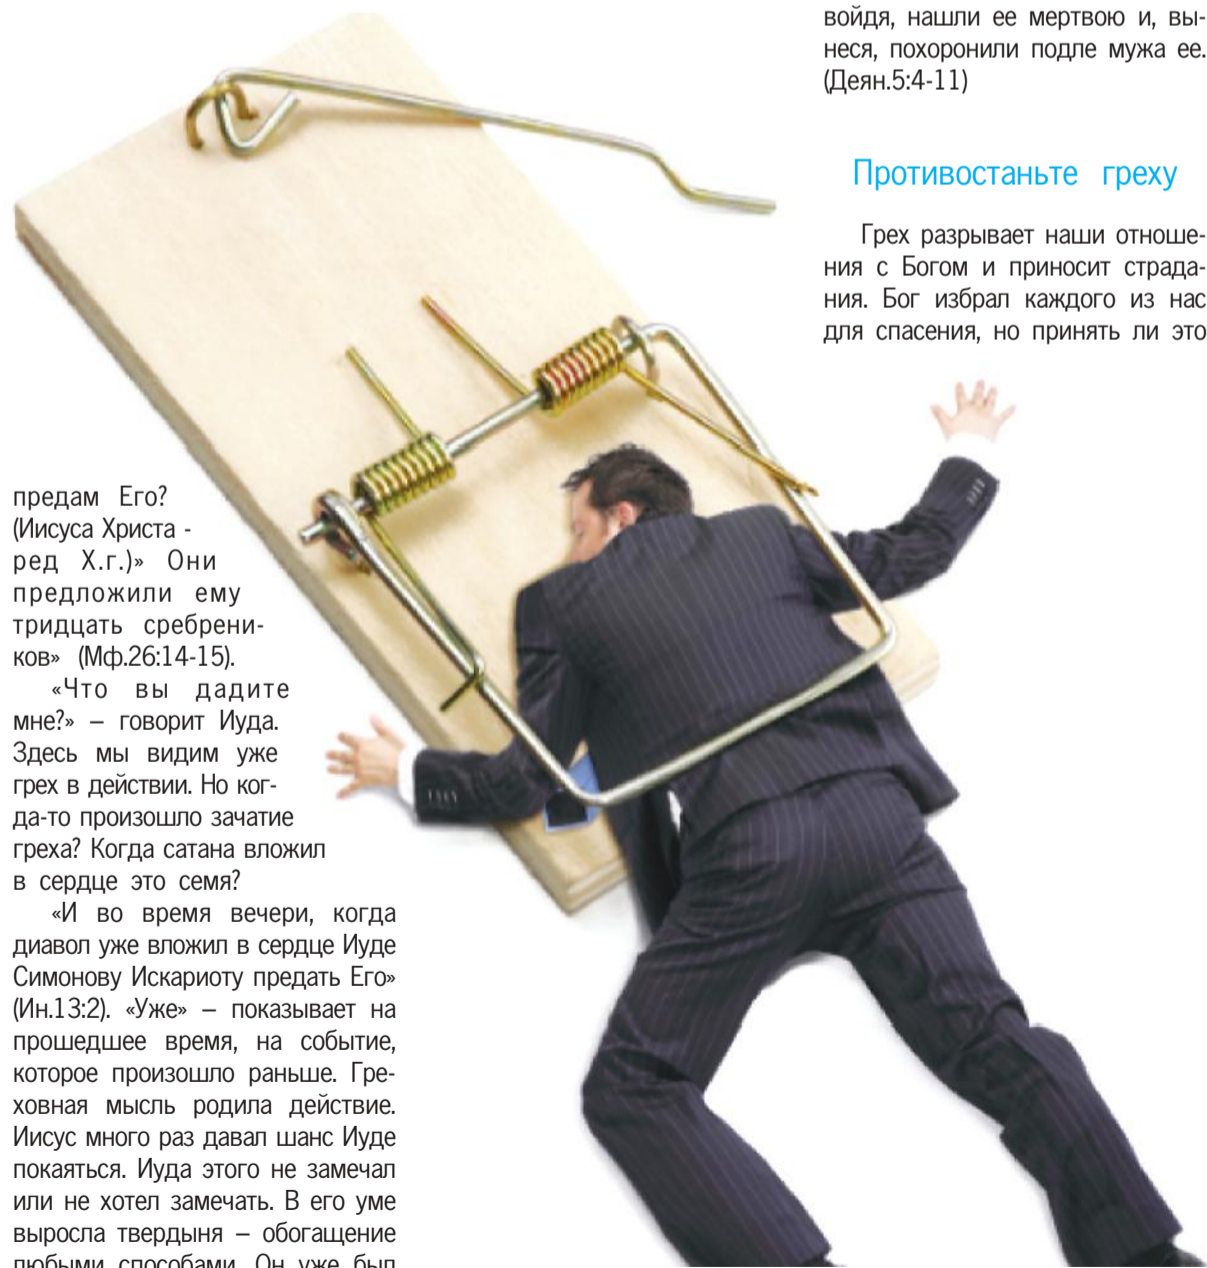 предам Его?
(Иисуса Христа -
ред Х.г.)» Они
предложили ему
тридцать сребрени-
ков» (Мф.26:14-15).
«Что вы дадите
мне?» – говорит Иуда.
Здесь мы видим уже
грех в действии. Но ког-
да-то произошло зачатие
греха? Когда сатана вложил
в сердце это семя?
«И во время вечери, когда
диавол уже вложил в сердце Иуде
Симонову Искариоту предать Его»
(Ин.13:2). «Уже» – показывает на
прошедшее время, на событие,
которое произошло раньше. Гре-
ховная мысль родила действие.
Иисус много раз давал шанс Иуде
покаяться. Иуда этого не замечал
или не хотел замечать. В его уме
выросла твердыня – обогащение
любыми способами. Он уже был
войдя, нашли ее мертвою и, вы-
неся, похоронили подле мужа ее.
(Деян.5:4-11)
Противостаньте греху
Грех разрывает наши отноше-
ния с Богом и приносит страда-
ния. Бог избрал каждого из нас
для спасения, но принять ли это